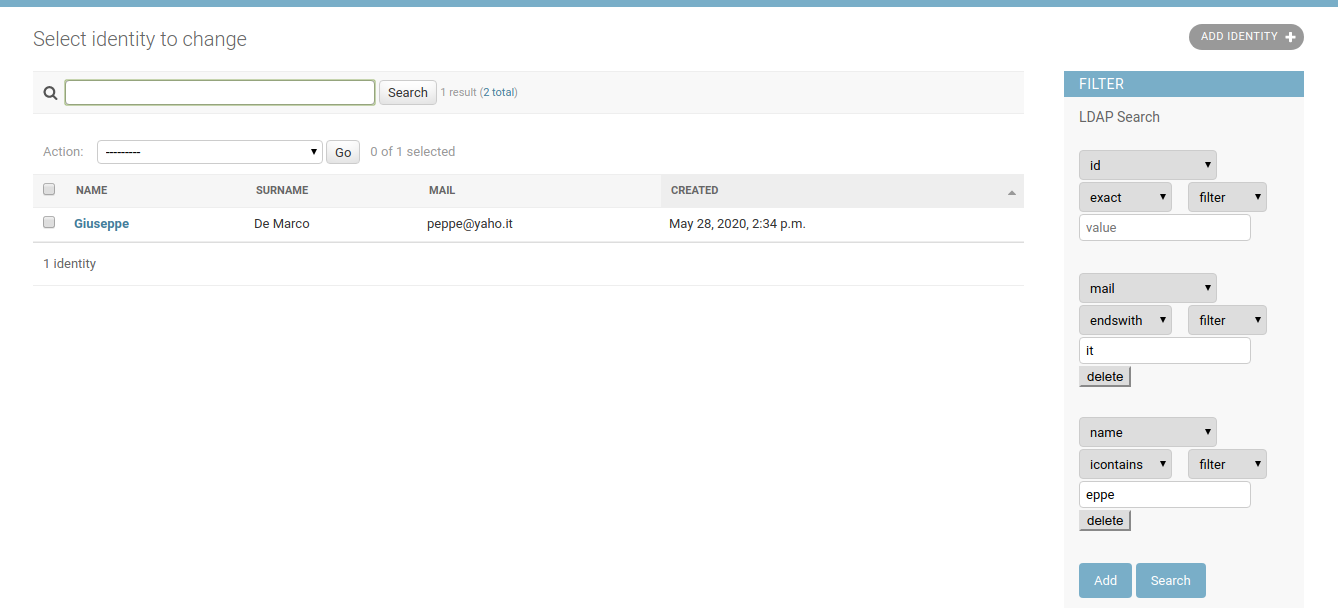 Select identity to change
ADD IDENTITY +
Search 1 result (2 total)
Action: --------- Go 0 of 1 selected
NAME SURNAME MAIL CREATED
Giuseppe De Marco peppe@yaho.it May 28, 2020, 2:34 p.m.
1 identity
FILTER
LDAP Search
id
exact filter
value
mail
endswith filter
it
delete
name
icontains filter
eppe
delete
Add Search